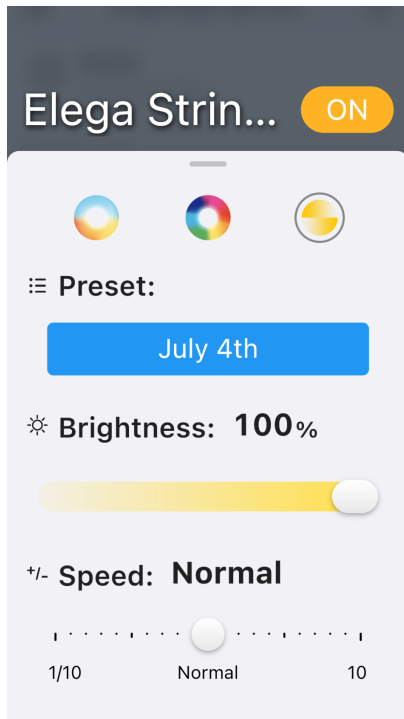 Elega Strin...
ON
Preset:
July 4th
Brightness: 100%
+/- Speed: Normal
1/10 Normal 10